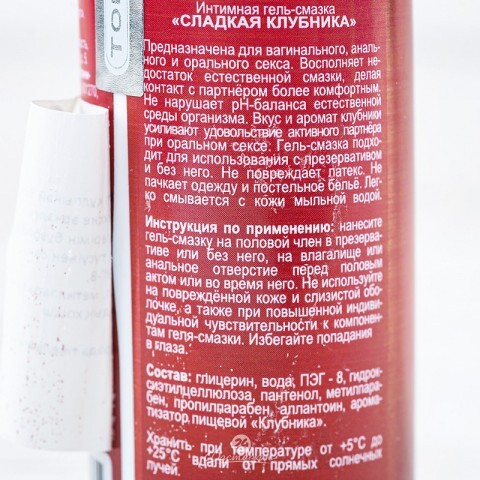 Интимная гель-смазка
«СЛАДКАЯ КЛУБНИКА»
Предназначена для вагинального, аналь-
ного и орального секса. Восполняет не-
достаток естественной смазки, делая
контакт с партнёром более комфортным.
Не нарушает pH-баланса естественной
среды организма. Вкус и аромат клубники
усиливают удовольствие активного партнёра
при оральном сексе. Гель-смазка подхо-
дит для использования с презервативом
и без него. Не повреждает латекс. Не
пачкает одежду и постельное бельё. Лег-
ко смывается с кожи мыльной водой.
Инструкция по применению: нанесите
гель-смазку на половой член в презерва-
тиве или без него, на влагалище или
анальное отверстие перед половым
актом или во время него. Не используйте
на повреждённой коже и слизистой обо-
лочке, а также при повышенной индиви-
дуальной чувствительности к компонен-
там геля-смазки. Избегайте попадания
в глаза.
Состав: глицерин, вода, ПЭГ - 8, гидрок-
сиэтилцеллюлоза, пантенол, метилпара-
бен, пропилпарабен, аллантоин, арома-
тизатор пищевой «Клубника».
Хранить при температуре от +5°С до
+25°С вдали от прямых солнечных
лучей.